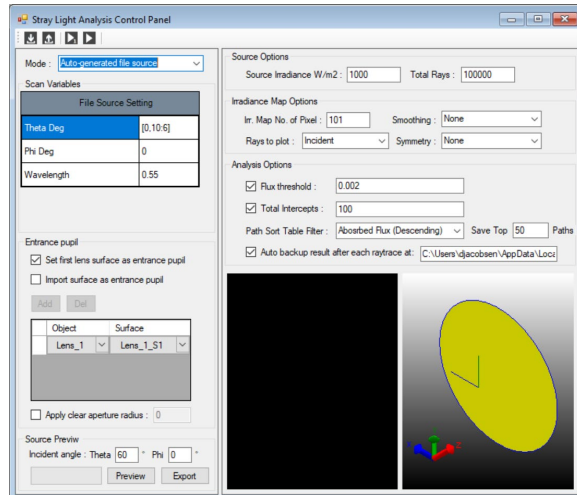 Stray Light Analysis Control Panel
Mode : Auto-generated file source
Scan Variables
File Source Setting
Theta Deg [0,10:6]
Phi Deg 0
Wavelength 0.55
Entrance pupil
Set first lens surface as entrance pupil
Import surface as entrance pupil
Add Del
Object Surface
Lens_1 Lens_1_S1
Apply clear aperture radius : 0
Source Previw
Incident angle : Theta 60 ° Phi 0 °
Preview Export
Source Options
Source Irradiance W/m2 : 1000 Total Rays : 100000
Irradiance Map Options
Irr. Map No. of Pixel : 101 Smoothing : None
Rays to plot : Incident Symmetry : None
Analysis Options
Flux threshold : 0.002
Total Intercepts : 100
Path Sort Table Filter : Abosrbed Flux (Descending) Save Top 50 Paths
Auto backup result after each raytrace at: C:\Users\djacobsen\AppData\Loca